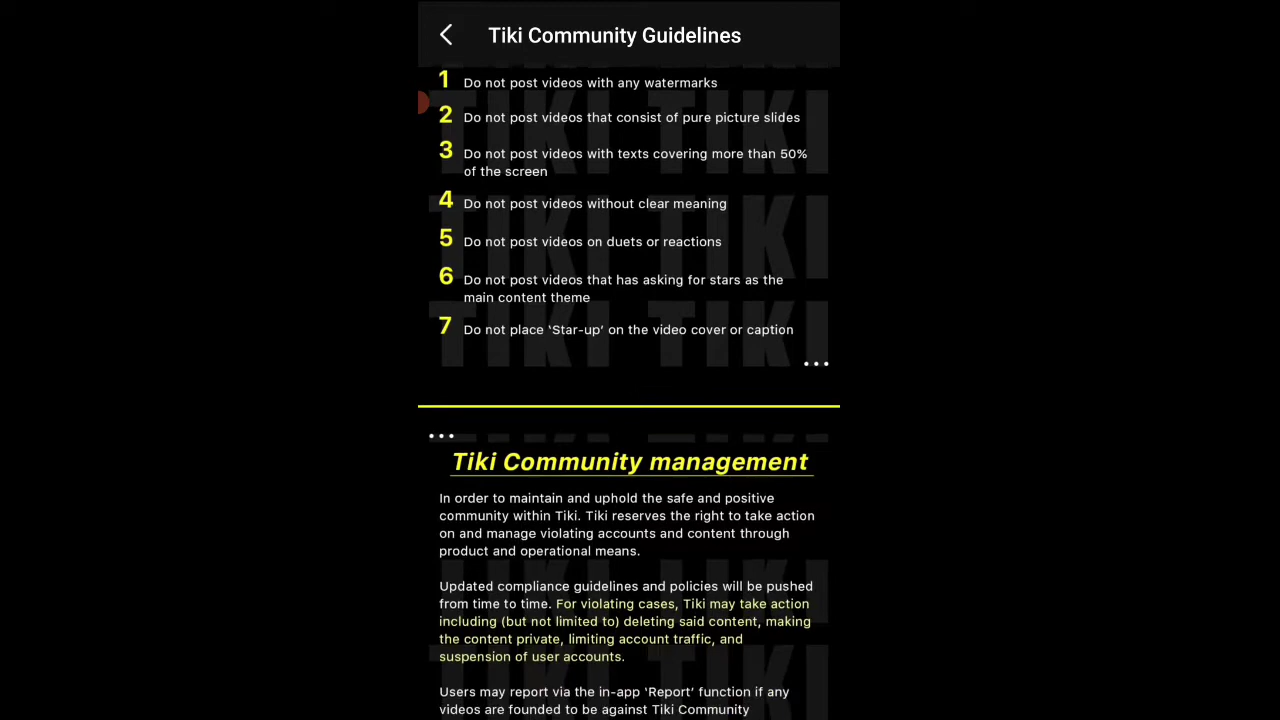 Tiki Community Guidelines
1 Do not post videos with any watermarks
2 Do not post videos that consist of pure picture slides
3 Do not post videos with texts covering more than 50%
of the screen
4 Do not post videos without clear meaning
5 Do not post videos on duets or reactions
6 Do not post videos that has asking for stars as the
main content theme
7 Do not place ‘Star-up’ on the video cover or caption
...
...
Tiki Community management
In order to maintain and uphold the safe and positive
community within Tiki. Tiki reserves the right to take action
on and manage violating accounts and content through
product and operational means.
Updated compliance guidelines and policies will be pushed
from time to time. For violating cases, Tiki may take action
including (but not limited to) deleting said content, making
the content private, limiting account traffic, and
suspension of user accounts.
Users may report via the in-app ‘Report’ function if any
videos are founded to be against Tiki Community